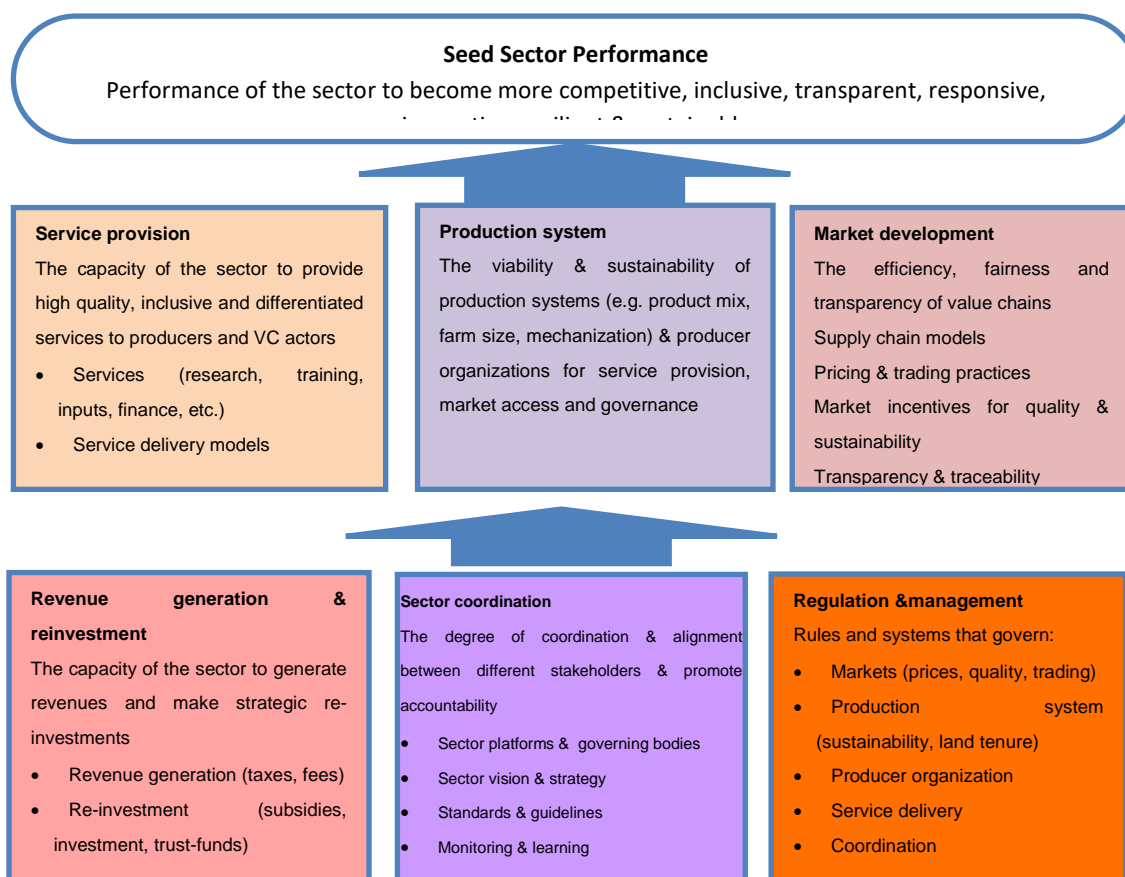 Seed Sector Performance
Performance of the sector to become more competitive, inclusive, transparent, responsive,
Service provision
The capacity of the sector to provide
high quality, inclusive and differentiated
services to producers and VC actors
• Services (research, training,
inputs, finance, etc.)
• Service delivery models
Production system
The viability & sustainability of
production systems (e.g. product mix,
farm size, mechanization) & producer
organizations for service provision,
market access and governance
Market development
The efficiency, fairness and
transparency of value chains
Supply chain models
Pricing & trading practices
Market incentives for quality &
sustainability
Transparency & traceability
Revenue generation &
reinvestment
The capacity of the sector to generate
revenues and make strategic re-
investments
• Revenue generation (taxes, fees)
• Re-investment (subsidies,
investment, trust-funds)
Sector coordination
The degree of coordination & alignment
between different stakeholders & promote
accountability
• Sector platforms & governing bodies
• Sector vision & strategy
• Standards & guidelines
• Monitoring & learning
Regulation &management
Rules and systems that govern:
• Markets (prices, quality, trading)
• Production system
(sustainability, land tenure)
• Producer organization
• Service delivery
• Coordination